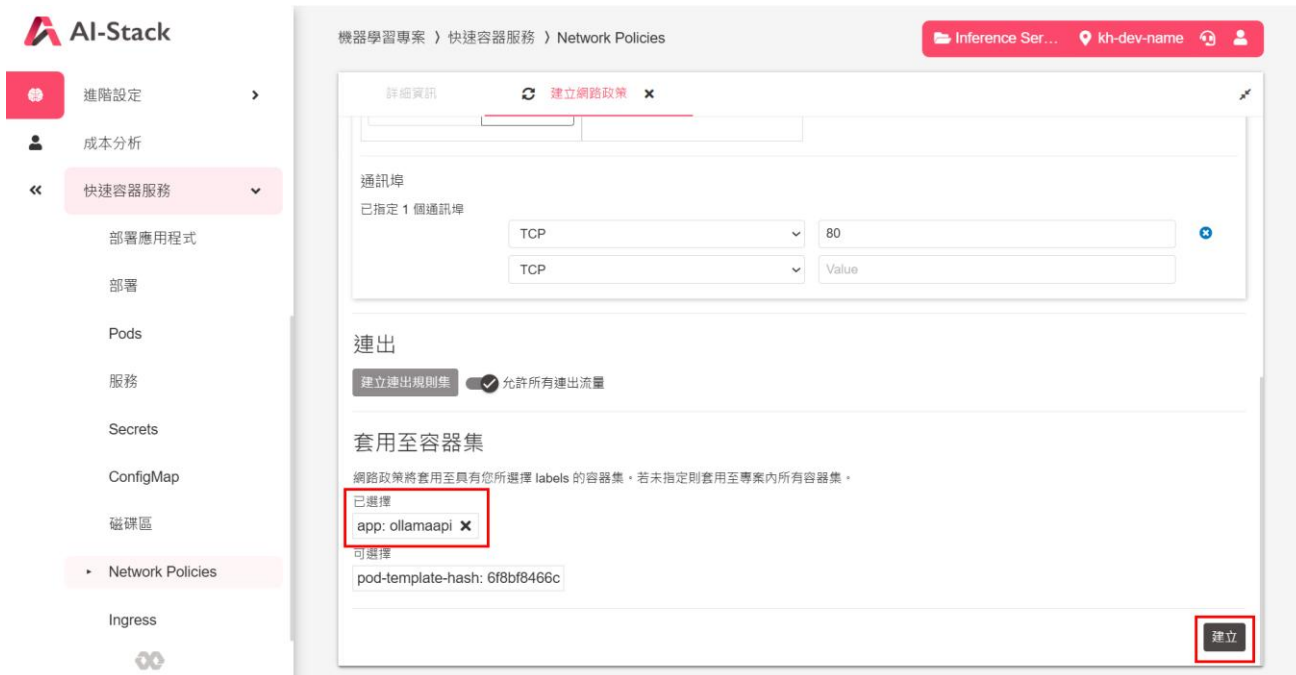 AI-Stack
機器學習專案 〉快速容器服務 〉Network Policies
Inference Ser... kh-dev-name
進階設定
成本分析
快速容器服務
部署應用程式
部署
Pods
服務
Secrets
ConfigMap
磁碟區
Network Policies
Ingress
詳細資訊 建立網路政策
通訊埠
已指定 1 個通訊埠
TCP 80
TCP Value
連出
建立連出規則集 允許所有連出流量
套用至容器集
網路政策將套用至具有您所選擇 labels 的容器集。若未指定則套用至專案內所有容器集。
已選擇
app: ollamaapi
可選擇
pod-template-hash: 6f8bf8466c
建立